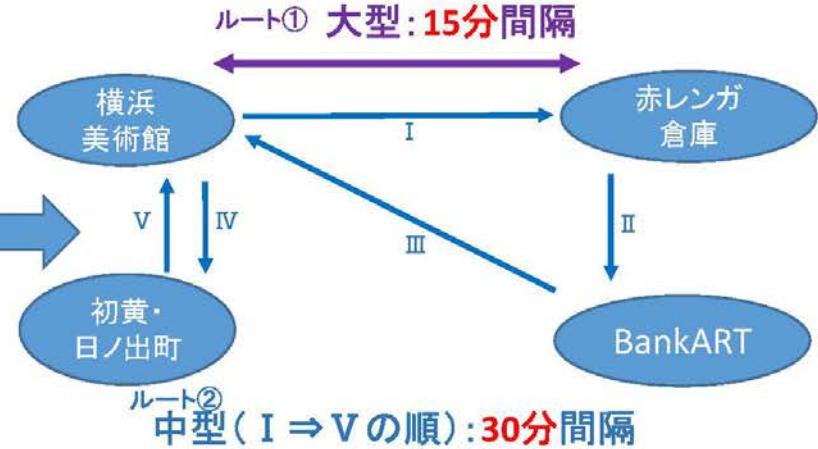 ルート① 大型:15分間隔
横浜
美術館
赤レンガ
倉庫
Ⅰ
Ⅴ
Ⅳ
Ⅲ
Ⅱ
初黄・
日ノ出町
BankART
ルート②
中型(Ⅰ⇒Ⅴの順):30分間隔